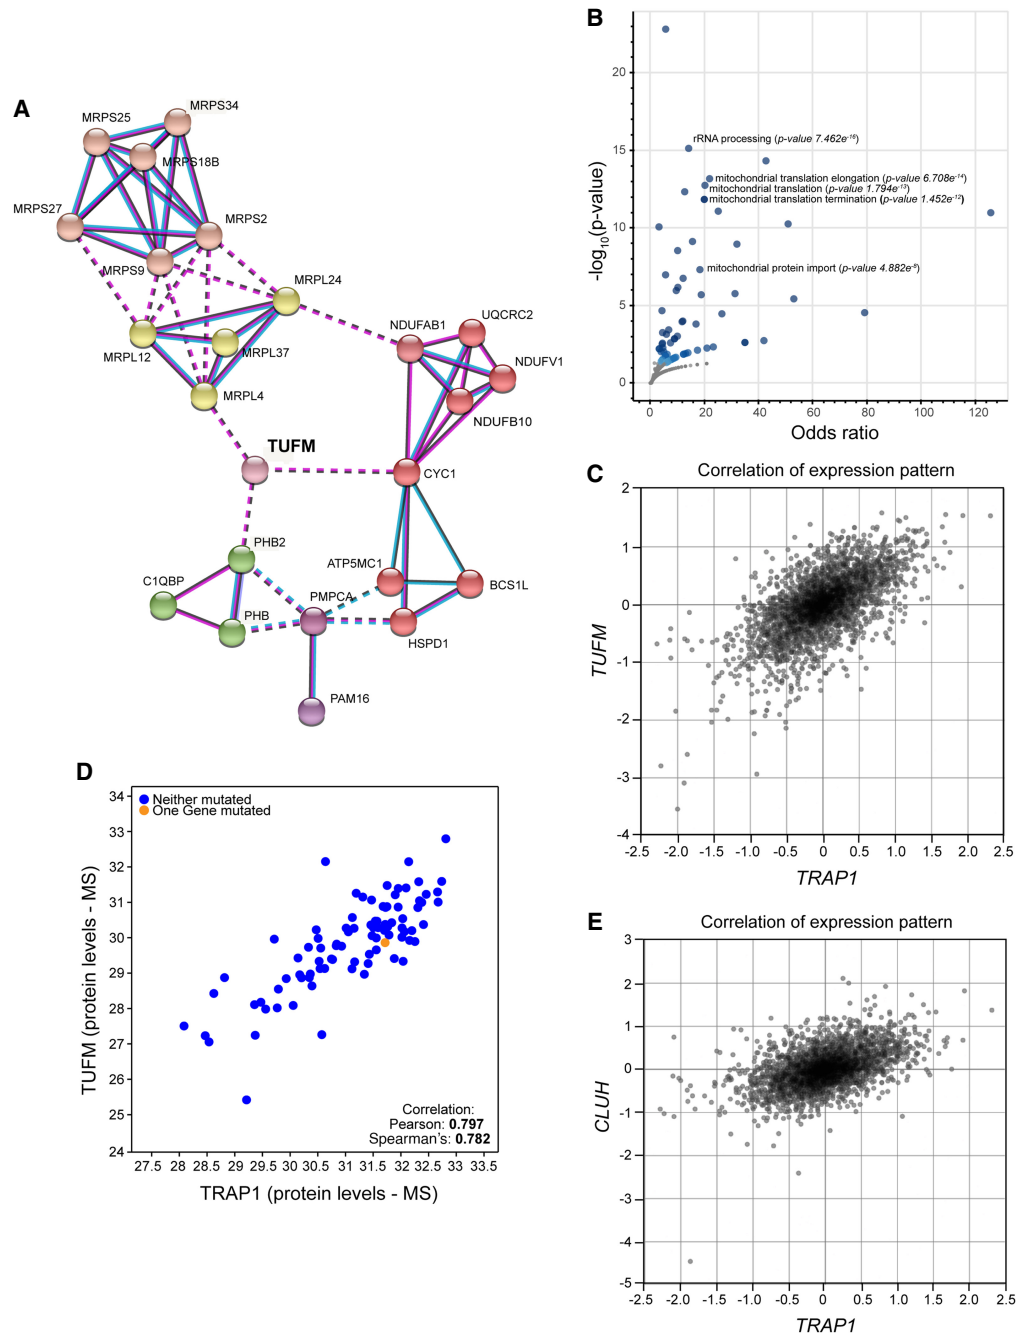 A
MRPS34
MRPS25
MRPS18B
MRPS27
MRPS2
MRPS9
MRPL24
MRPL12
MRPL37
MRPL4
NDUFAB1
UQCRC2
NDUFV1
NDUFB10
TUFM
CYC1
PHB2
C1QBP
PHB
PMPCA
ATP5MC1
BCS1L
HSPD1
PAM16
B
-log10(p-value)
20
15
10
5
0
rRNA processing (p-value 7.462e-16)
mitochondrial translation elongation (p-value 6.708e-14)
mitochondrial translation (p-value 1.794e-13)
mitochondrial translation termination (p-value 1.452e-12)
mitochondrial protein import (p-value 4.882e-8)
0 20 40 60 80 100 120
Odds ratio
C
Correlation of expression pattern
TUFM
2
1
0
-1
-2
-3
-4
-2.5 -2.0 -1.5 -1.0 -0.5 0 0.5 1.0 1.5 2.0 2.5
TRAP1
D
Neither mutated
One Gene mutated
TUFM (protein levels - MS)
34
33
32
31
30
29
28
27
26
25
24
Correlation:
Pearson: 0.797
Spearman's: 0.782
27.5 28 28.5 29 29.5 30 30.5 31 31.5 32 32.5 33 33.5
TRAP1 (protein levels - MS)
E
Correlation of expression pattern
CLUH
3
2
1
0
-1
-2
-3
-4
-5
-2.5 -2.0 -1.5 -1.0 -0.5 0 0.5 1.0 1.5 2.0 2.5
TRAP1